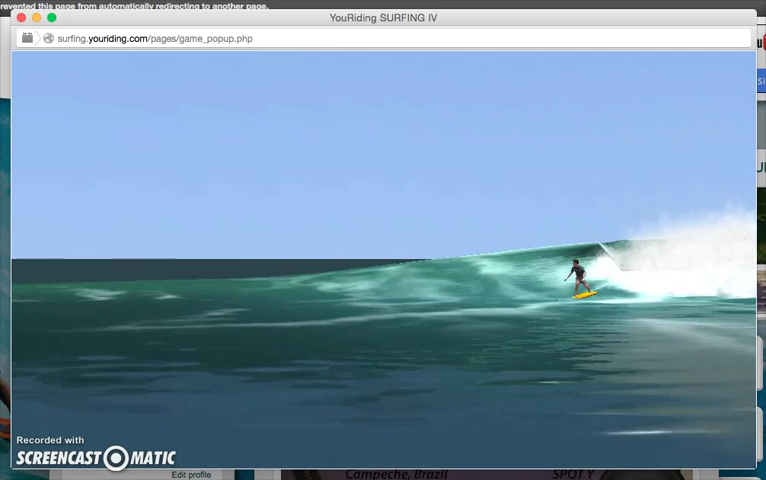 revented this page from automatically redirecting to another page.
YouRiding SURFING IV
surfing.youriding.com/pages/game_popup.php
Recorded with
SCREENCAST-O-MATIC
Edit profile
Campeche, Brazil
SPOT Y